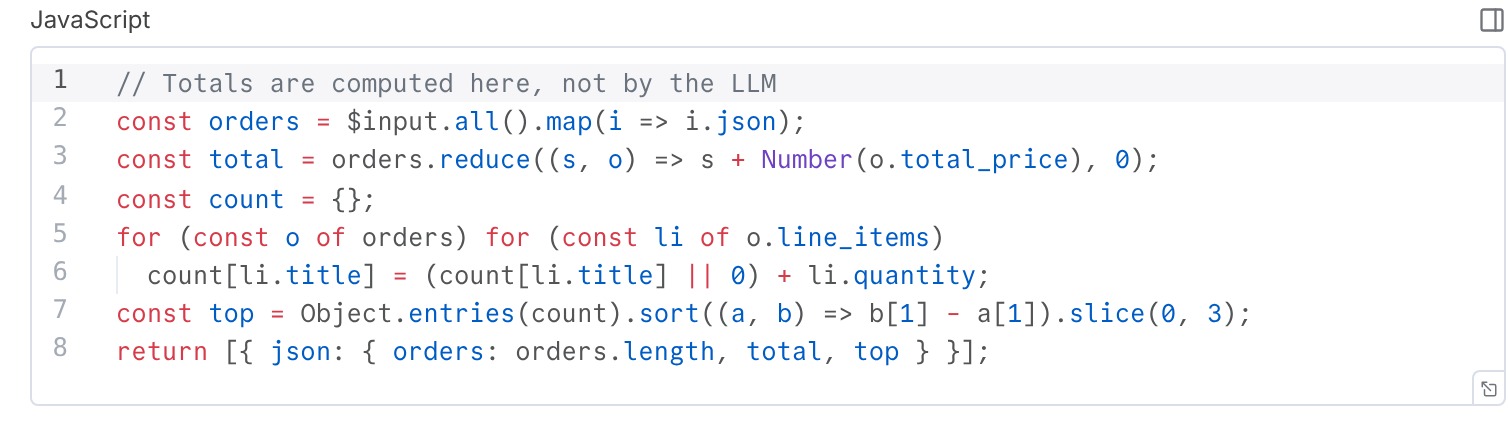 JavaScript
1 // Totals are computed here, not by the LLM
2 const orders = $input.all().map(i => i.json);
3 const total = orders.reduce((s, o) => s + Number(o.total_price), 0);
4 const count = {};
5 for (const o of orders) for (const li of o.line_items)
6   count[li.title] = (count[li.title] || 0) + li.quantity;
7 const top = Object.entries(count).sort((a, b) => b[1] - a[1]).slice(0, 3);
8 return [{ json: { orders: orders.length, total, top } }];